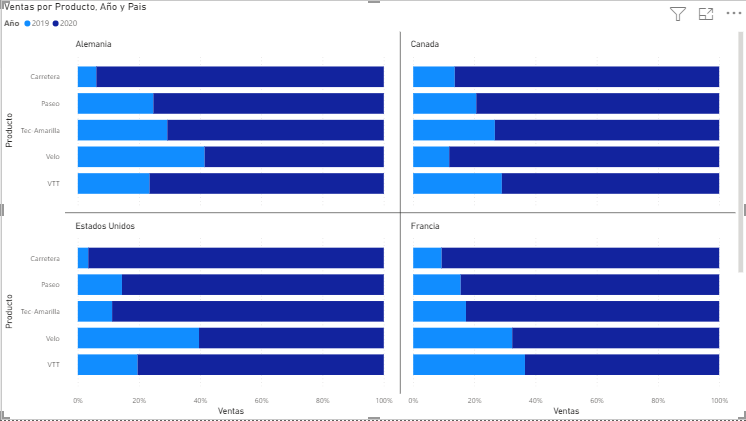 Ventas por Producto, Año y Pais
Año 2019 2020
Alemania
Canada
Producto
Carretera
Paseo
Tec-Amarilla
Velo
VTT
Estados Unidos
Francia
Producto
Carretera
Paseo
Tec-Amarilla
Velo
VTT
0% 20% 40% 60% 80% 100%
0% 20% 40% 60% 80% 100%
Ventas
Ventas